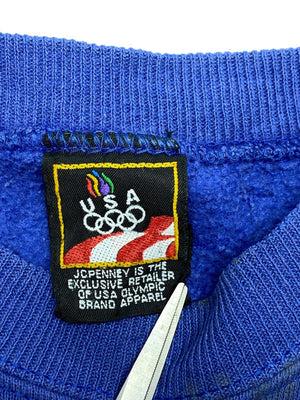 USA
JCPENNEY IS THE
EXCLUSIVE RETAILER
OF USA OLYMPIC
BRAND APPAREL